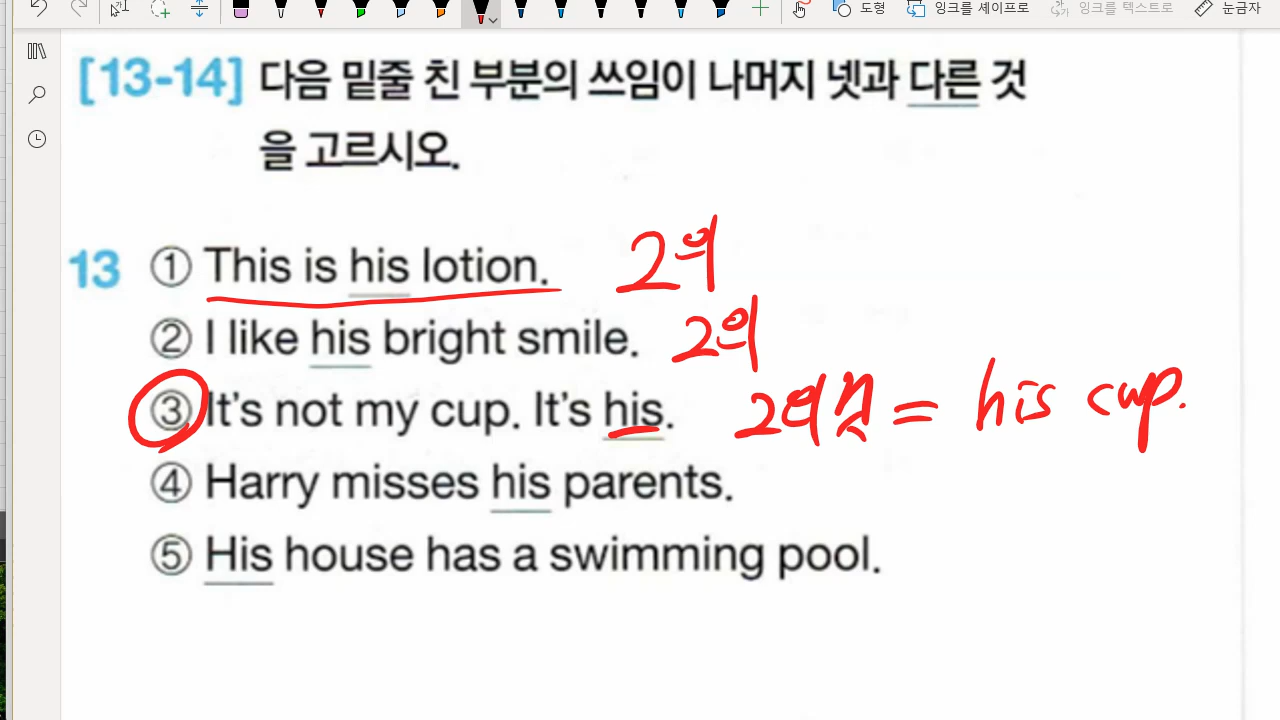 도형 잉크를 셰이프로 잉크를 텍스트로 눈금자
[13-14] 다음 밑줄 친 부분의 쓰임이 나머지 넷과 다른 것
을 고르시오.
13 ① This is his lotion. 그의
② I like his bright smile. 그의
③ It's not my cup. It's his. 그의 것 = his cup.
④ Harry misses his parents.
⑤ His house has a swimming pool.